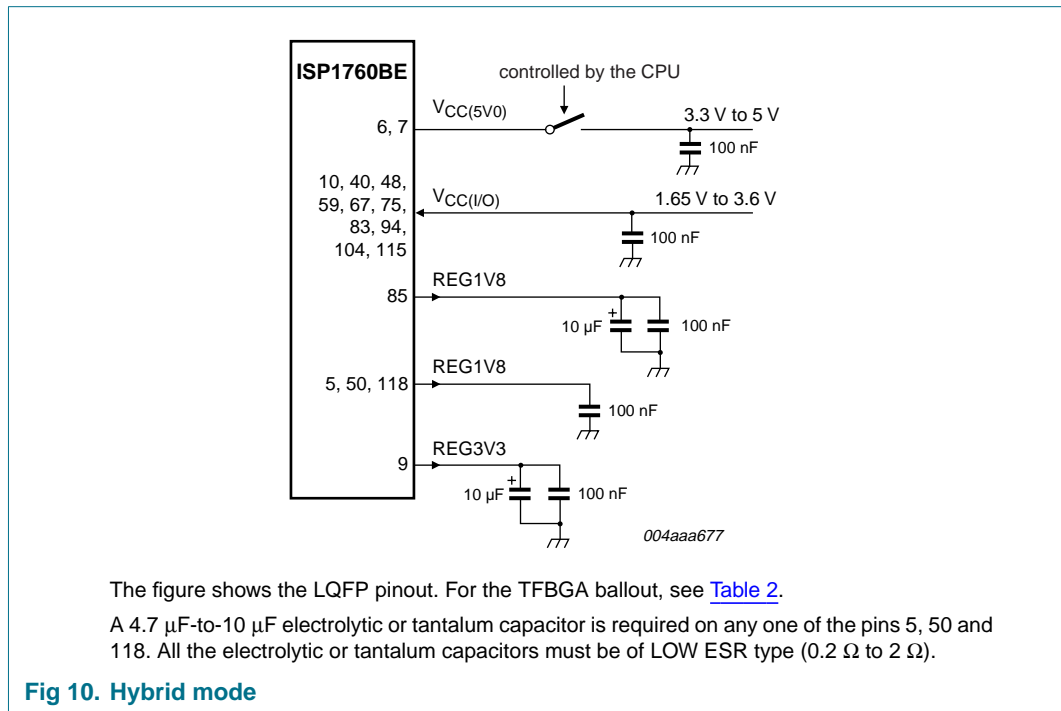 ISP1760BE
controlled by the CPU
VCC(5V0)
6, 7
3.3 V to 5 V
100 nF
10, 40, 48,
59, 67, 75,
83, 94,
104, 115
VCC(I/O)
1.65 V to 3.6 V
100 nF
85
REG1V8
+
10 μF
100 nF
5, 50, 118
REG1V8
100 nF
9
REG3V3
+
10 μF
100 nF
004aaa677
The figure shows the LQFP pinout. For the TFBGA ballout, see Table 2.
A 4.7 μF-to-10 μF electrolytic or tantalum capacitor is required on any one of the pins 5, 50 and
118. All the electrolytic or tantalum capacitors must be of LOW ESR type (0.2 Ω to 2 Ω).
Fig 10. Hybrid mode